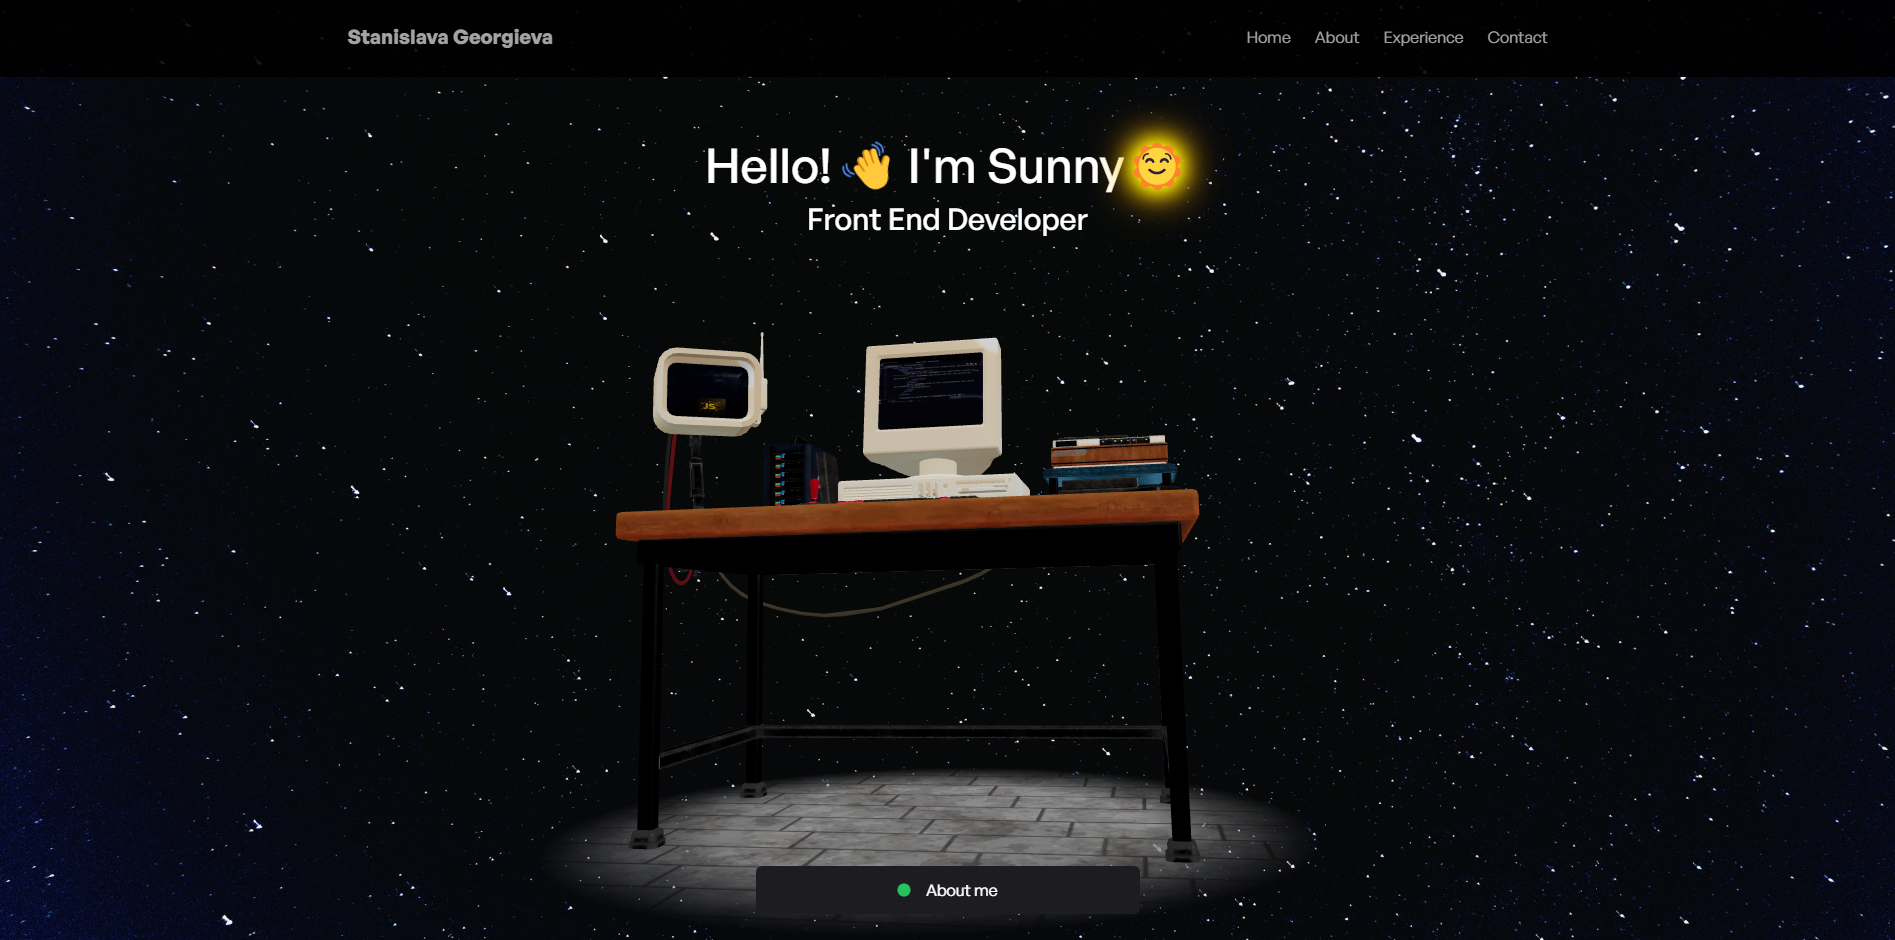 Stanislava Georgieva
Home About Experience Contact
Hello! 👋 I'm Sunny 🌞
Front End Developer
JS
About me